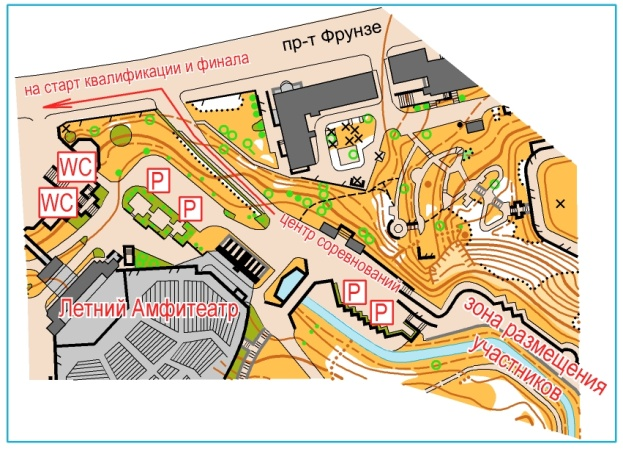 пр-т Фрунзе
на старт квалификации и финала
WC
WC
P
P
центр соревнований
Летний Амфитеатр
P
P
зона размещения
участников